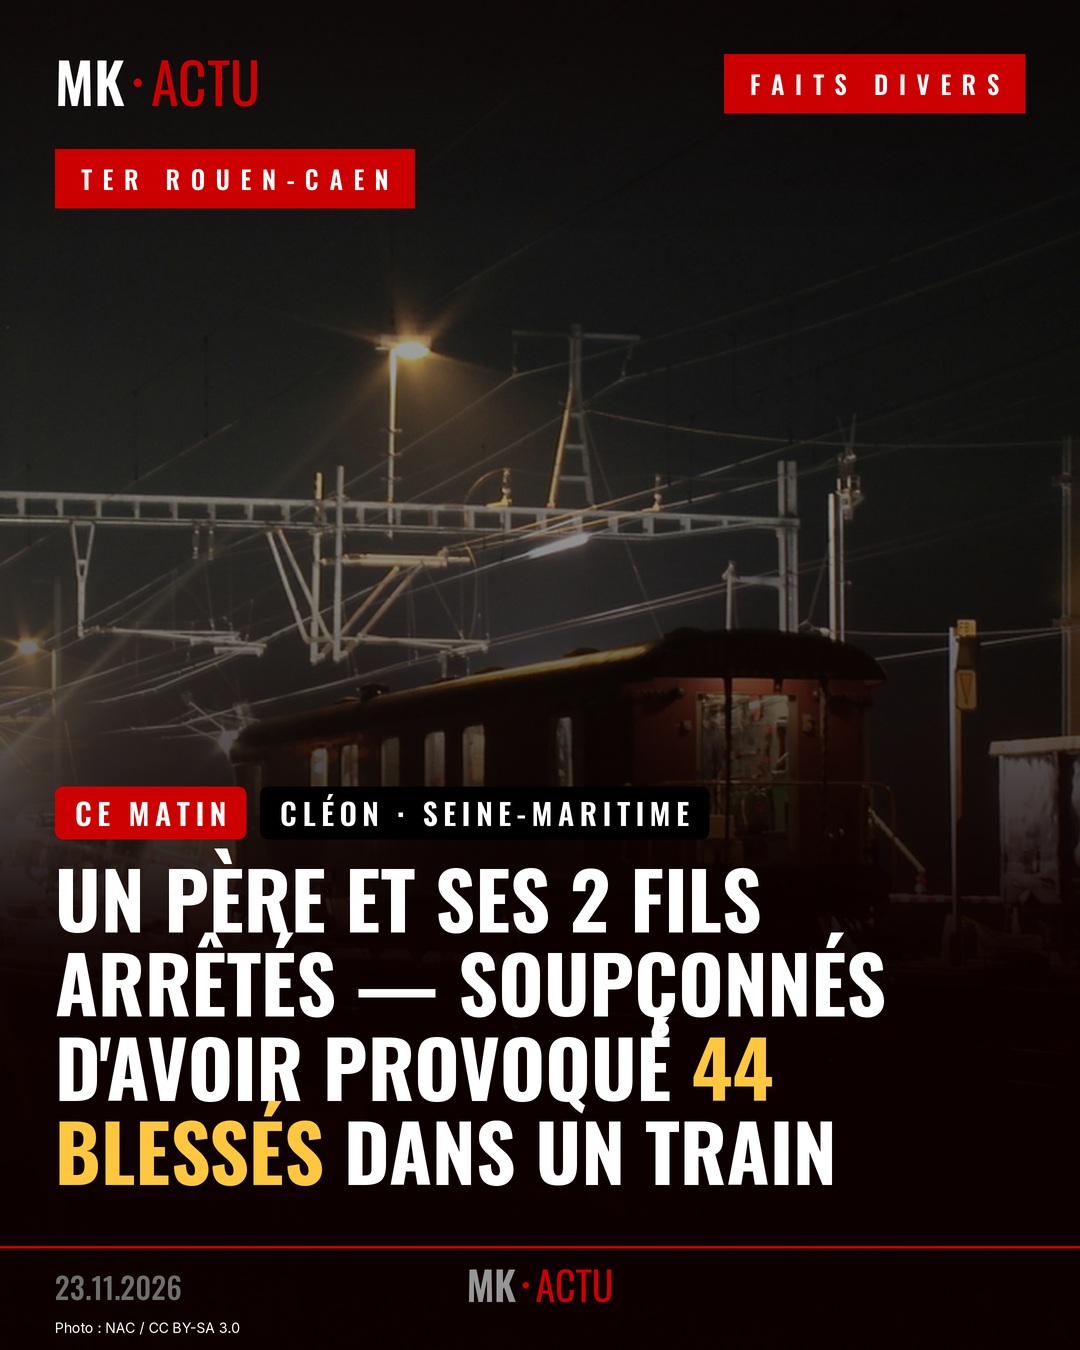 MK·ACTU
FAITS DIVERS
TER ROUEN-CAEN
CE MATIN
CLÉON · SEINE-MARITIME
UN PÈRE ET SES 2 FILS
ARRÊTÉS — SOUPÇONNÉS
D'AVOIR PROVOQUÉ 44
BLESSÉS DANS UN TRAIN
23.11.2026
MK·ACTU
Photo : NAC / CC BY-SA 3.0